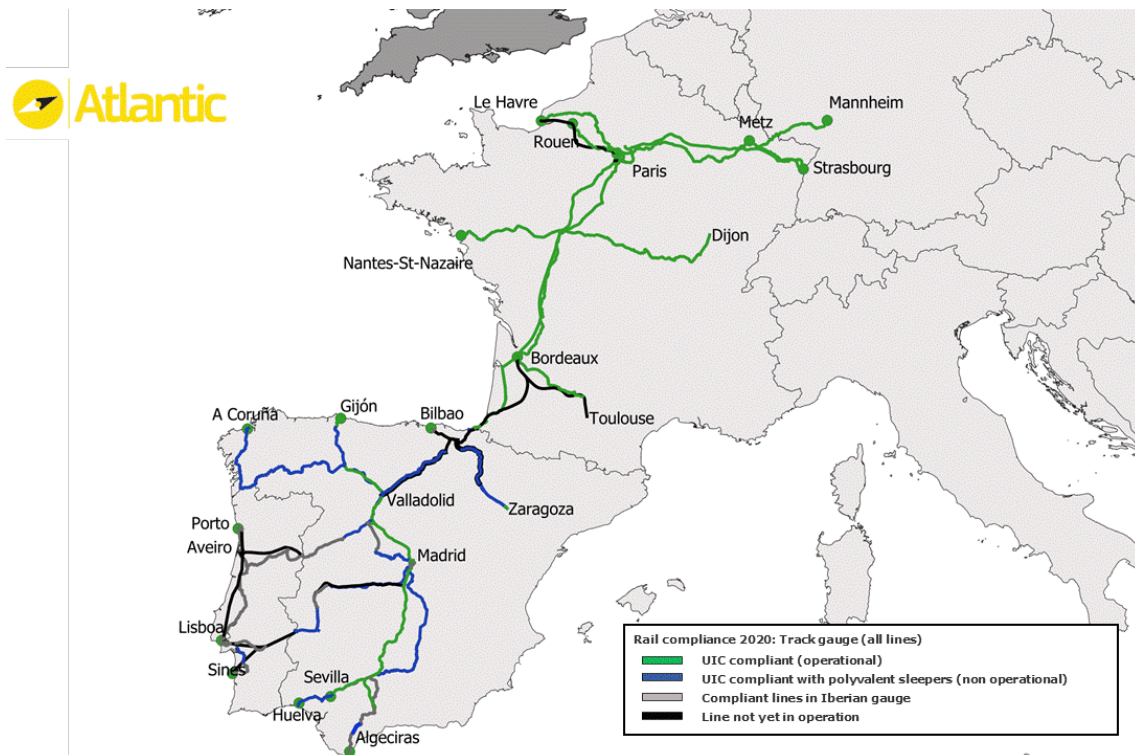 Atlantic
Le Havre
Mannheim
Metz
Rouen
Paris
Strasbourg
Dijon
Nantes-St-Nazaire
Bordeaux
A Coruña
Gijón
Bilbao
Toulouse
Valladolid
Zaragoza
Porto
Aveiro
Madrid
Lisboa
Sines
Sevilla
Huelva
Algeciras
Rail compliance 2020: Track gauge (all lines)
UIC compliant (operational)
UIC compliant with polyvalent sleepers (non operational)
Compliant lines in Iberian gauge
Line not yet in operation